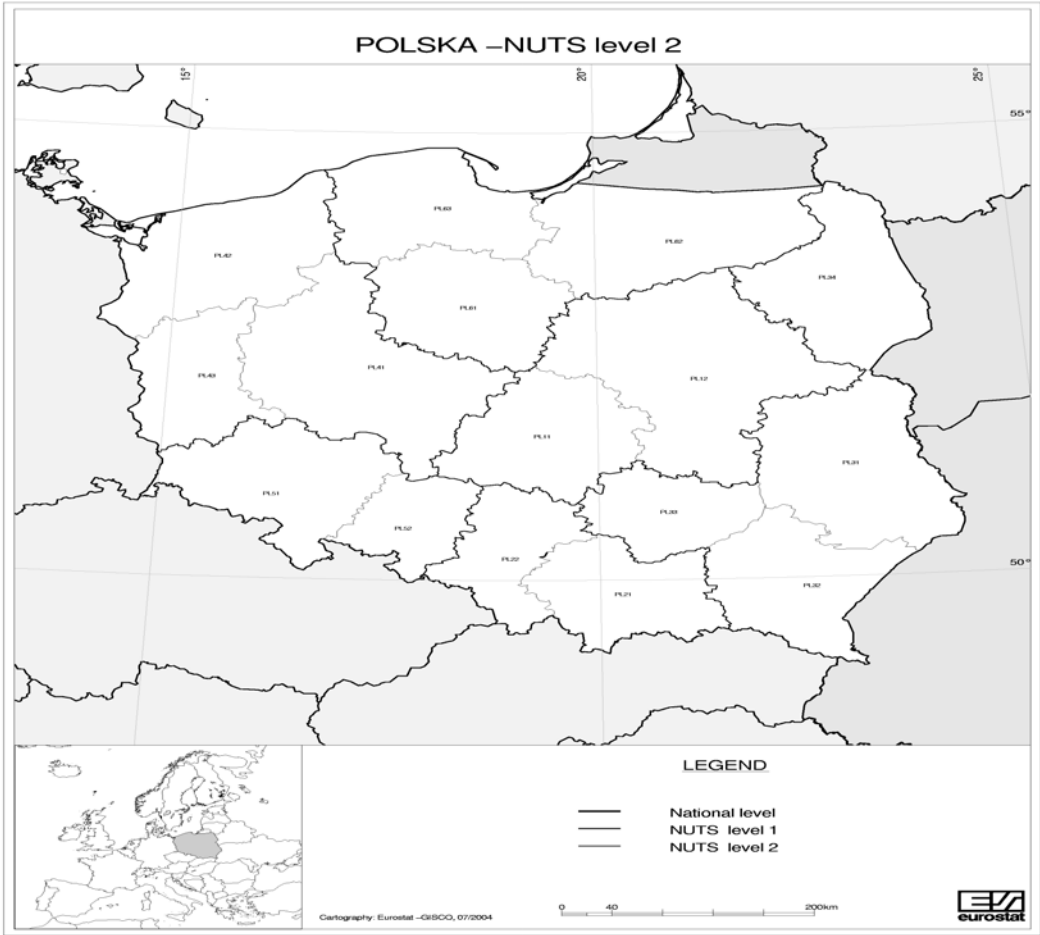 POLSKA –NUTS level 2
15°
20°
25°
55°
PL63
PL62
PL42
PL34
PL61
PL43
PL41
PL12
PL11
PL31
PL51
PL33
PL52
PL22
PL32
PL21
50°
LEGEND
National level
NUTS level 1
NUTS level 2
Cartography: Eurostat –GISCO, 07/2004
0 40 200km
eurostat